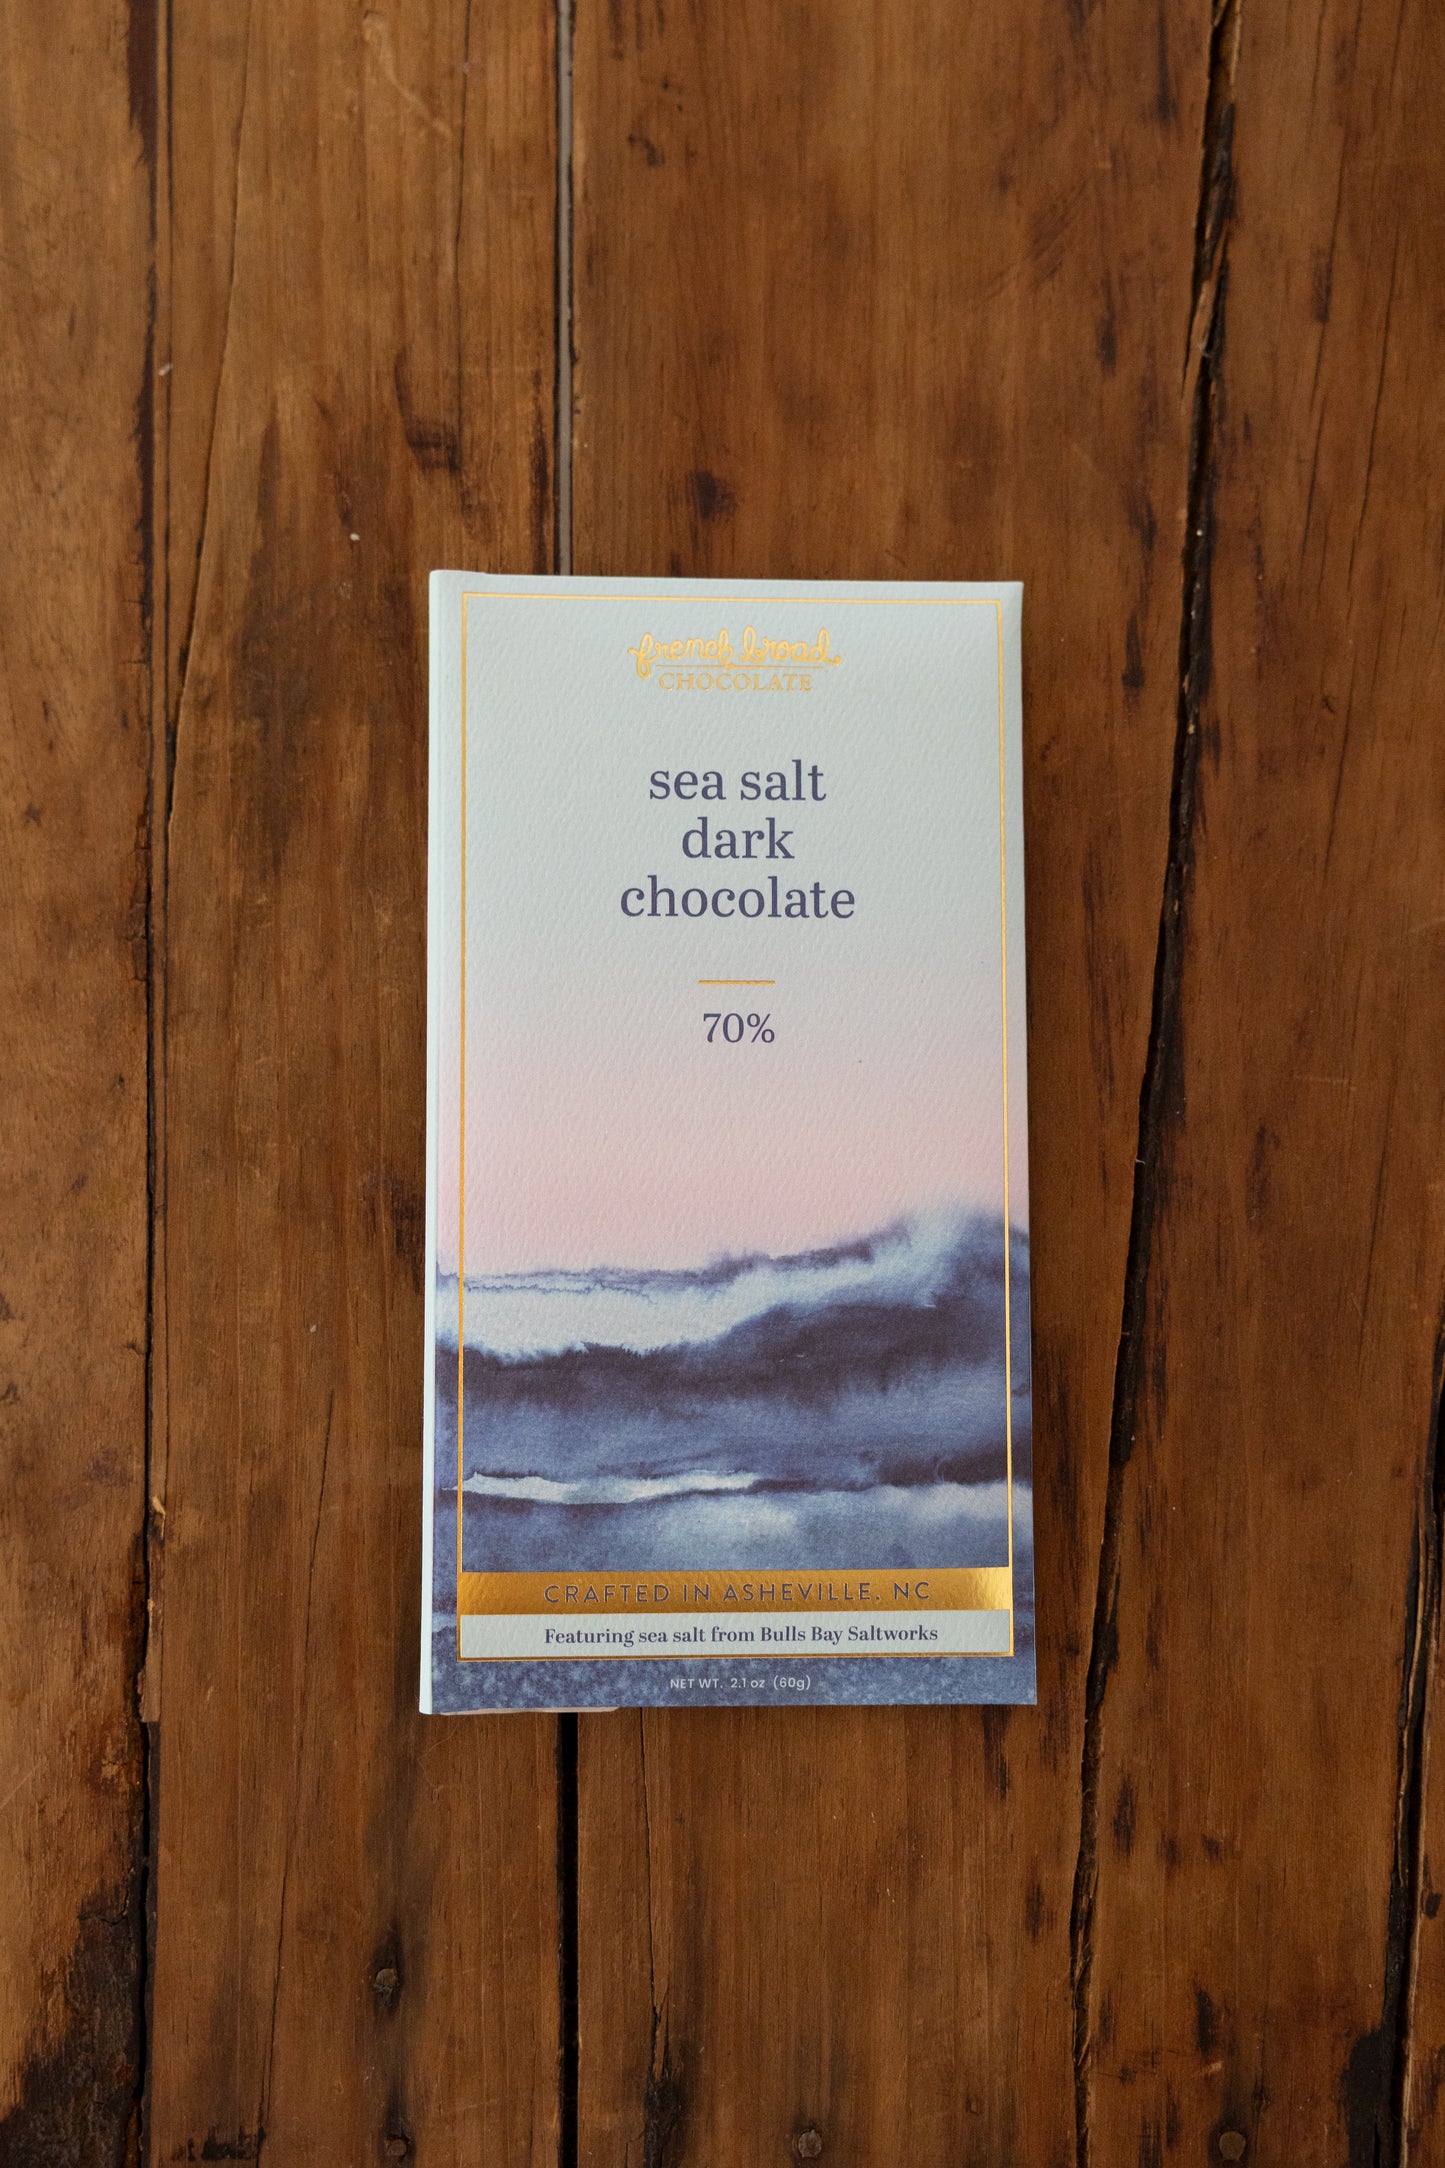 french broad
CHOCOLATE
sea salt
dark
chocolate
70%
CRAFTED IN ASHEVILLE, NC
Featuring sea salt from Bulls Bay Saltworks
NET WT. 2.1 oz (60g)